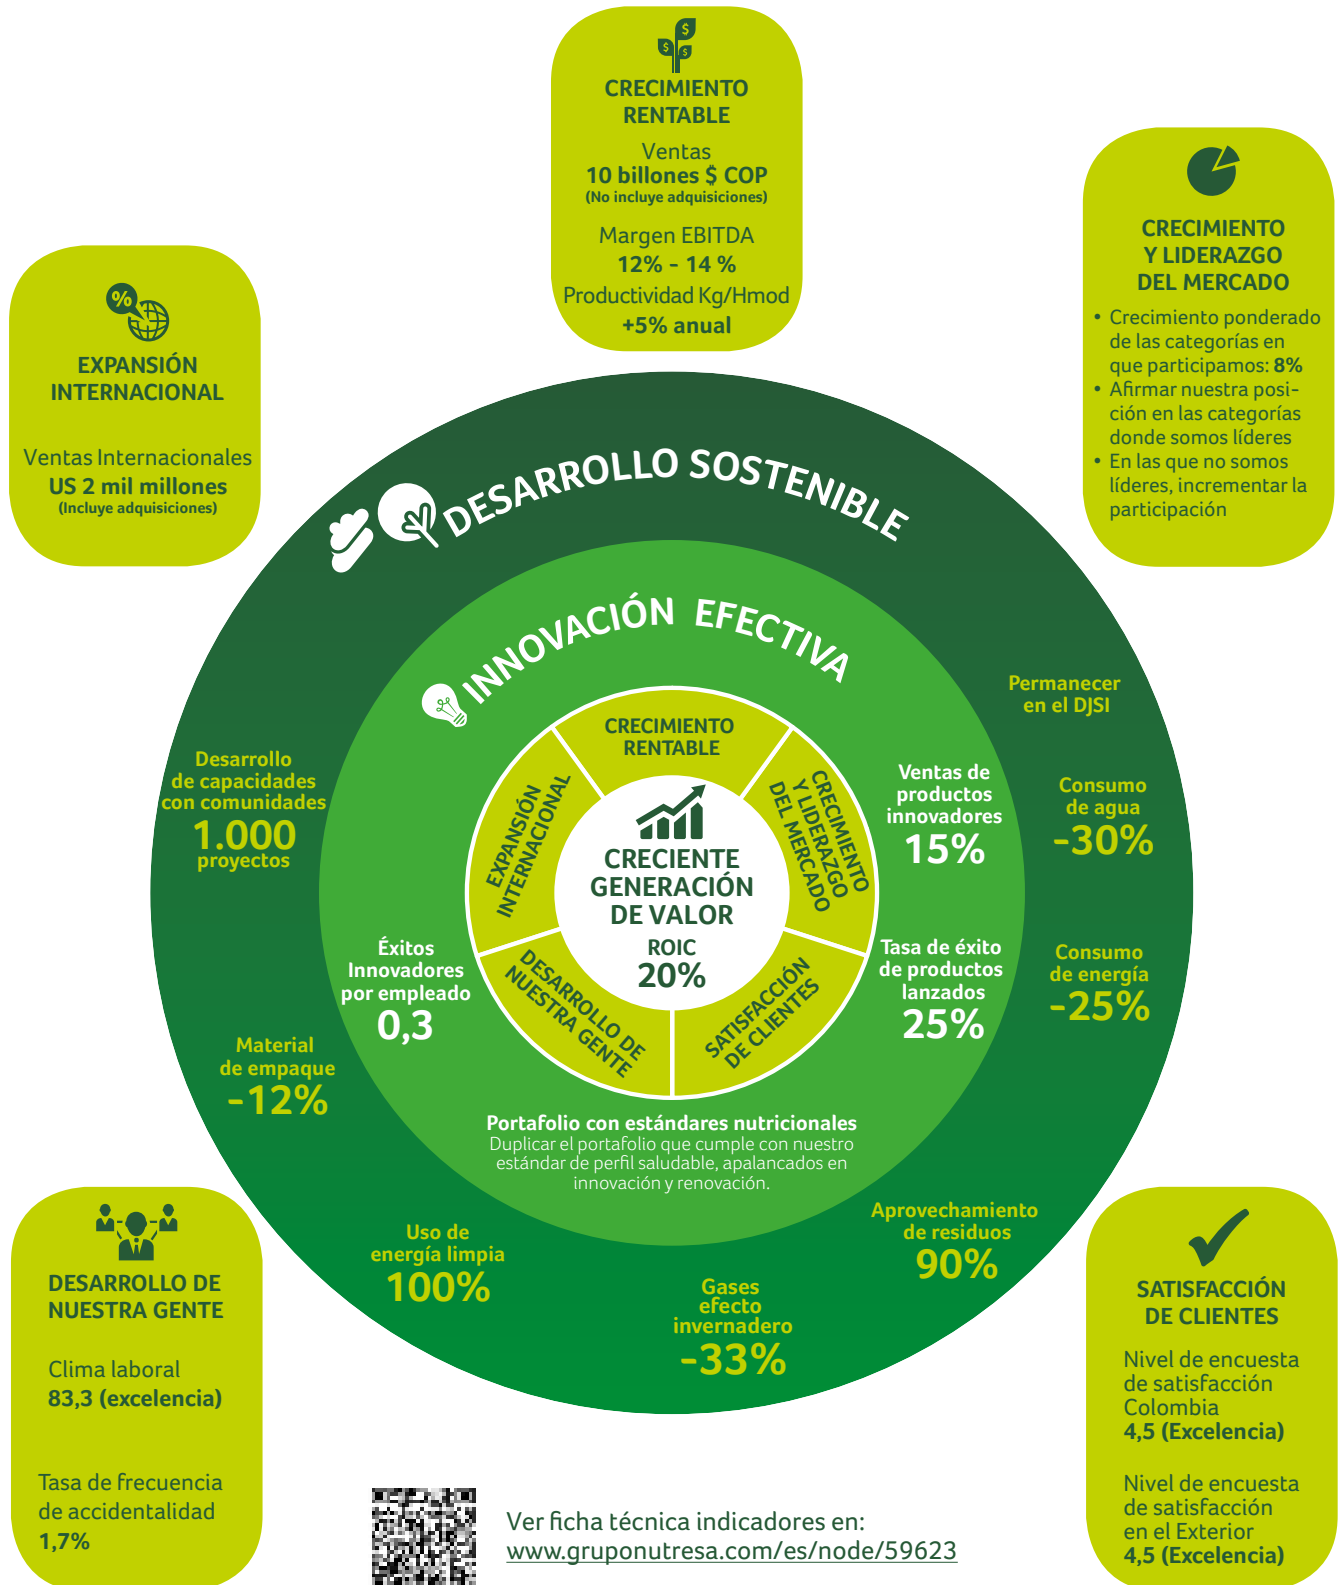 CRECIMIENTO
RENTABLE
Ventas
10 billones $ COP
(No incluye adquisiciones)
Margen EBITDA
12% - 14 %
Productividad Kg/Hmod
+5% anual
CRECIMIENTO
Y LIDERAZGO
DEL MERCADO
• Crecimiento ponderado
de las categorías en
que participamos: 8%
• Afirmar nuestra posi-
ción en las categorías
donde somos líderes
• En las que no somos
líderes, incrementar la
participación
%
EXPANSIÓN
INTERNACIONAL
Ventas Internacionales
US 2 mil millones
(Incluye adquisiciones)
DESARROLLO SOSTENIBLE
INNOVACIÓN EFECTIVA
Permanecer
en el DJSI
Desarrollo
de capacidades
con comunidades
1.000
proyectos
CRECIMIENTO
RENTABLE
EXPANSIÓN
INTERNACIONAL
CRECIMIENTO
Y LIDERAZGO
DEL MERCADO
Ventas de
productos
innovadores
15%
Consumo
de agua
-30%
CRECIENTE
GENERACIÓN
DE VALOR
ROIC
20%
Éxitos
Innovadores
por empleado
0,3
DESARROLLO DE
NUESTRA GENTE
SATISFACCIÓN
DE CLIENTES
Tasa de éxito
de productos
lanzados
25%
Consumo
de energía
-25%
Material
de empaque
-12%
Portafolio con estándares nutricionales
Duplicar el portafolio que cumple con nuestro
estándar de perfil saludable, apalancados en
innovación y renovación.
Uso de
energía limpia
100%
Gases
efecto
invernadero
-33%
Aprovechamiento
de residuos
90%
DESARROLLO DE
NUESTRA GENTE
Clima laboral
83,3 (excelencia)
Tasa de frecuencia
de accidentalidad
1,7%
SATISFACCIÓN
DE CLIENTES
Nivel de encuesta
de satisfacción
Colombia
4,5 (Excelencia)
Nivel de encuesta
de satisfacción
en el Exterior
4,5 (Excelencia)
Ver ficha técnica indicadores en:
www.gruponutresa.com/es/node/59623